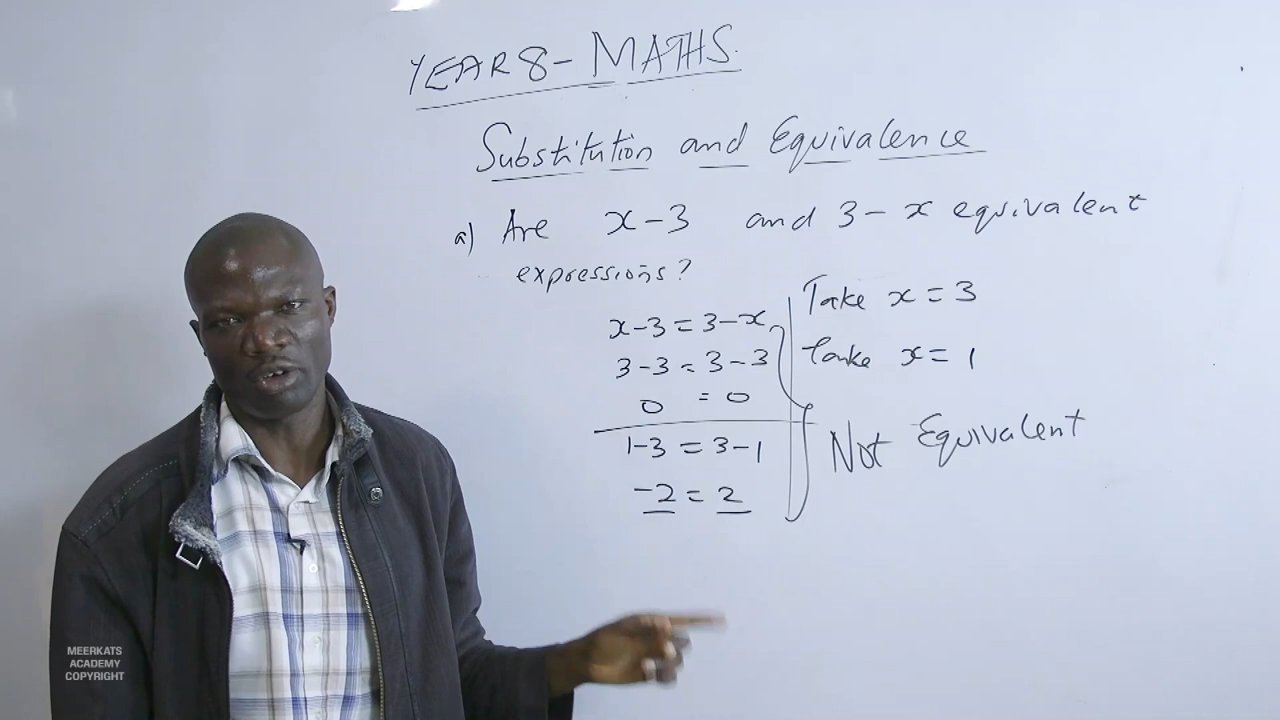 YEAR 8 - MATHS.
Substitution and Equivalence
a) Are x-3 and 3-x equivalent
expressions?
x-3 = 3-x
3-3 = 3-3
0 = 0
1-3 = 3-1
-2 = 2
Take x = 3
Take x = 1
Not Equivalent
MEERKATS
ACADEMY
COPYRIGHT